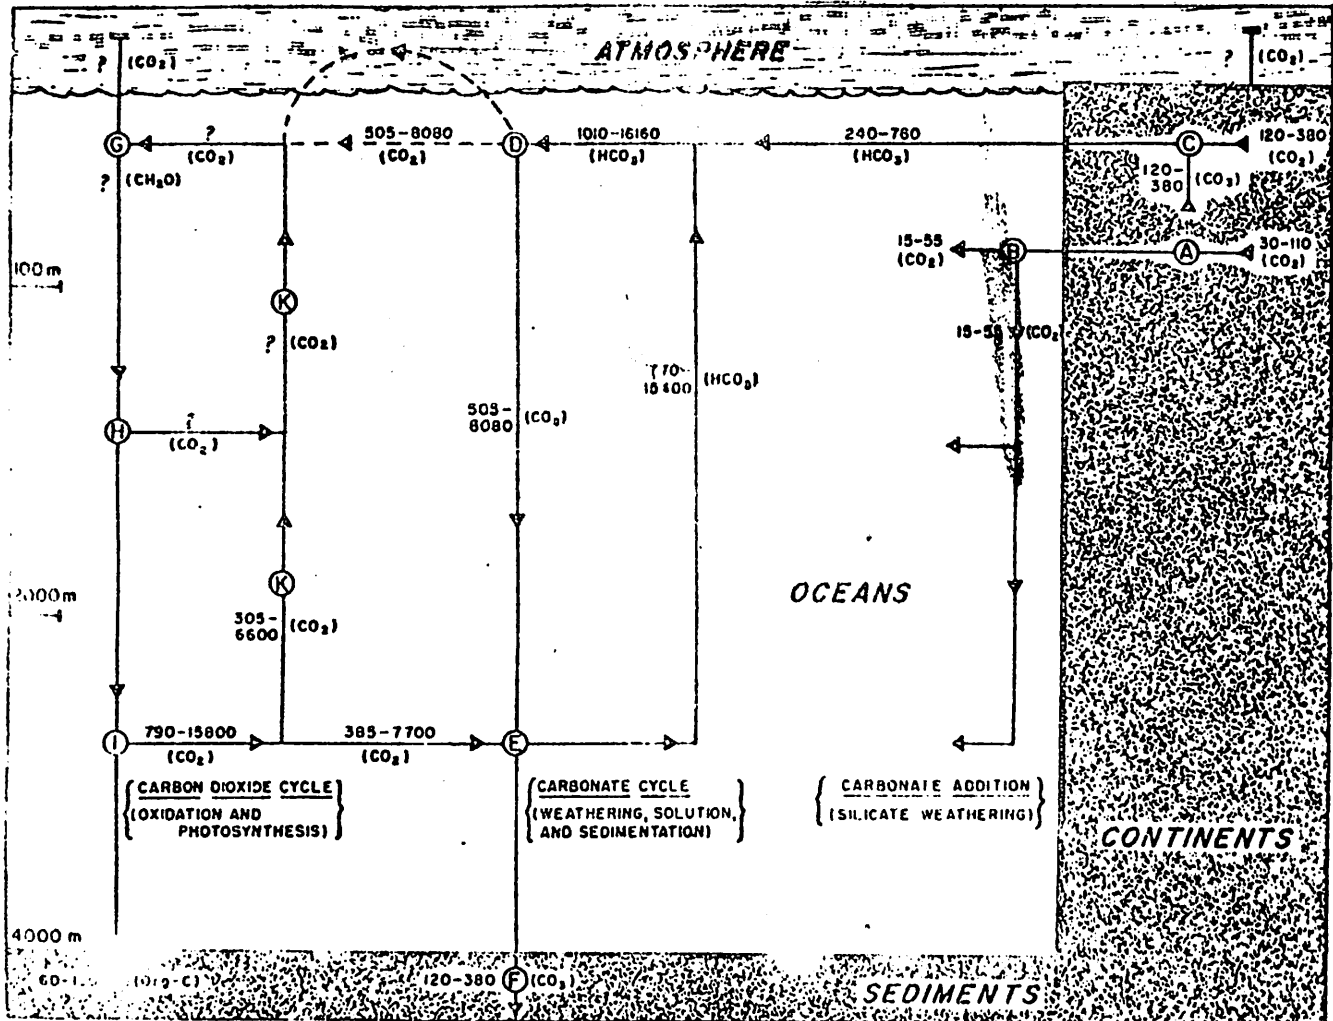 ATMOSPHERE
? (CO₂)
? (CO₂)
G
?
(CO₂)
505-8080
(CO₂)
D
1010-16160
(HCO₃)
240-760
(HCO₃)
C
120-380
(CO₂)
? (CH₂O)
120-
380 (CO₃)
15-55
(CO₂)
B
A
30-110
(CO₂)
100 m
K
? (CO₂)
(CO₂)
(HCO₃)
505-
8080 (CO₃)
H
?
(CO₂)
OCEANS
2000 m
K
305-
6600 (CO₂)
I
790-15800
(CO₂)
385-7700
(CO₂)
E
CARBON DIOXIDE CYCLE
(OXIDATION AND
PHOTOSYNTHESIS)
CARBONATE CYCLE
(WEATHERING, SOLUTION,
AND SEDIMENTATION)
CARBONATE ADDITION
(SILICATE WEATHERING)
CONTINENTS
4000 m
(Org-C)
120-380
F
(CO₃)
SEDIMENTS